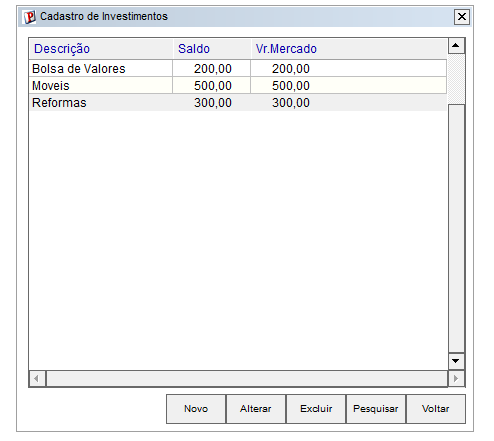 Cadastro de Investimentos
Descrição Saldo Vr.Mercado
Bolsa de Valores 200,00 200,00
Moveis 500,00 500,00
Reformas 300,00 300,00
Novo Alterar Excluir Pesquisar Voltar